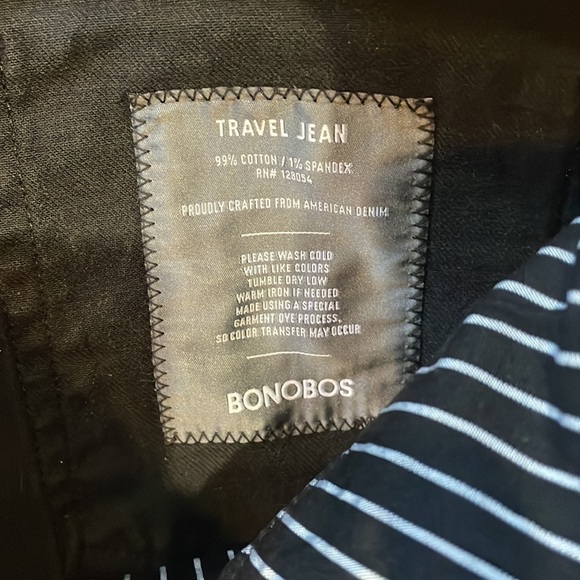 TRAVEL JEAN
99% COTTON / 1% SPANDEX
RN# 128054
PROUDLY CRAFTED FROM AMERICAN DENIM
PLEASE WASH COLD
WITH LIKE COLORS
TUMBLE DRY LOW
WARM IRON IF NEEDED
MADE USING A SPECIAL
GARMENT DYE PROCESS,
SO COLOR TRANSFER MAY OCCUR
BONOBOS